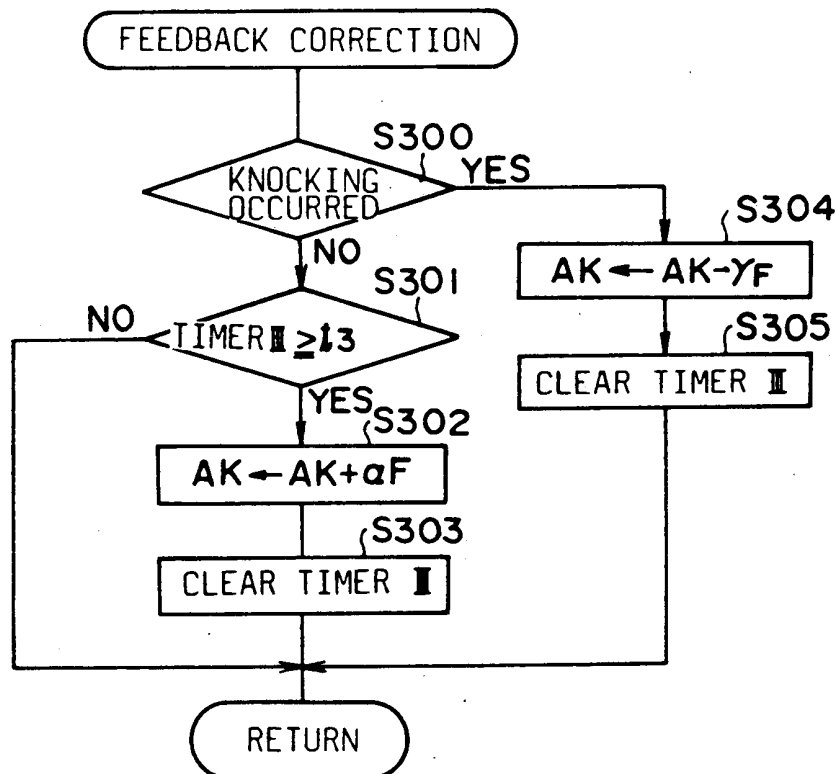 FEEDBACK CORRECTION
S300
KNOCKING
OCCURRED
YES
NO
S304
AK ← AK-γF
S301
NO
TIMER III ≥ t3
S305
CLEAR TIMER III
YES
S302
AK ← AK+αF
S303
CLEAR TIMER III
RETURN